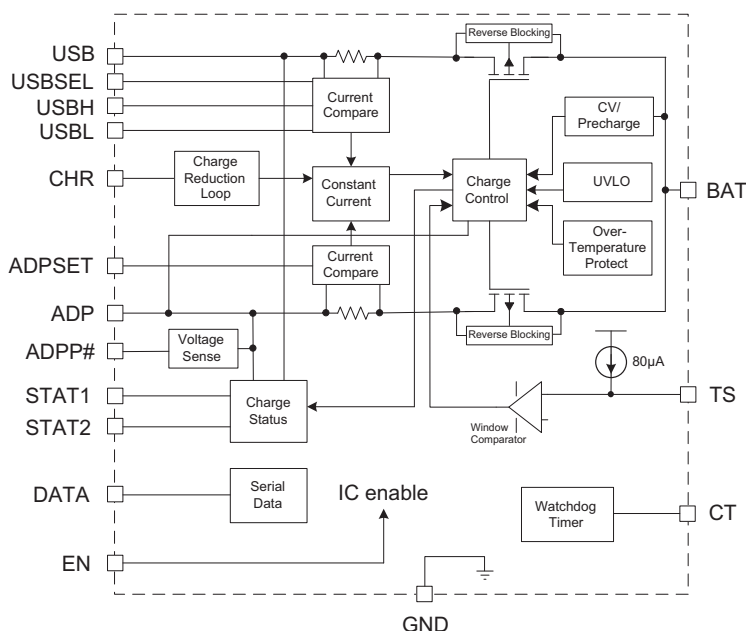 USB
USBSEL
USBH
USBL
CHR
ADPSET
ADP
ADPP#
STAT1
STAT2
DATA
EN
Reverse Blocking
Current
Compare
Charge
Reduction
Loop
Constant
Current
Charge
Control
CV/
Precharge
UVLO
Over-
Temperature
Protect
BAT
Current
Compare
Reverse Blocking
Voltage
Sense
Charge
Status
80µA
TS
Window
Comparator
Serial
Data
IC enable
Watchdog
Timer
CT
GND